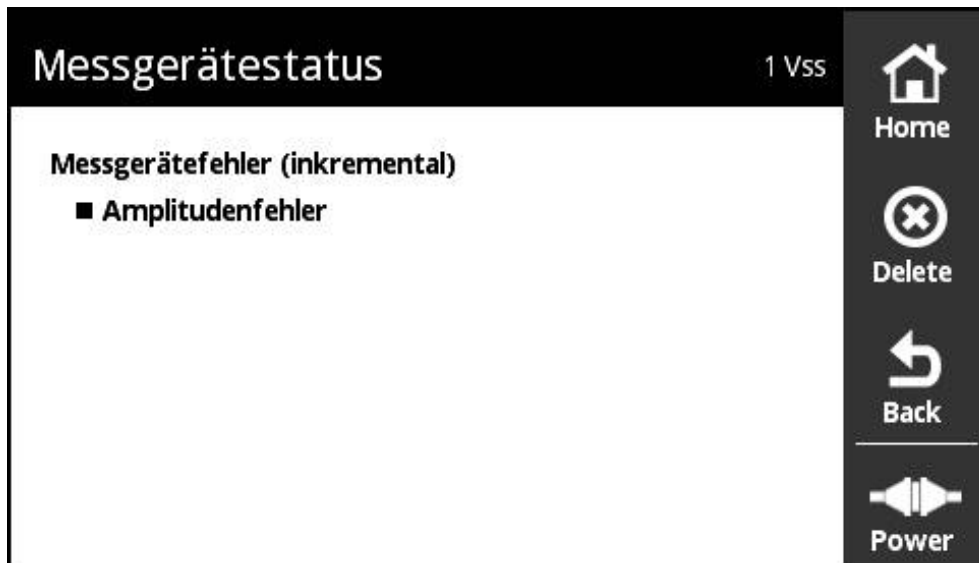 Messgerätestatus
1 Vss
Messgerätefehler (inkremental)
Amplitudenfehler
Home
Delete
Back
Power